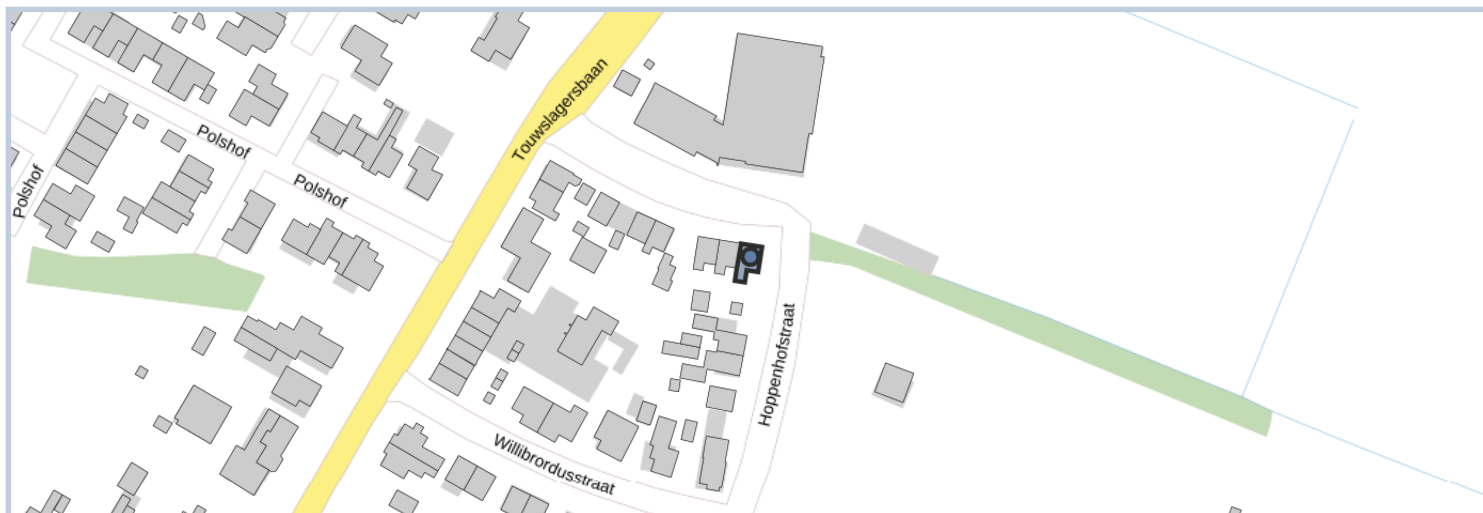 Touwslagersbaan
Polshof
Polshof
Polshof
Hoppenhofstraat
Willibrordusstraat